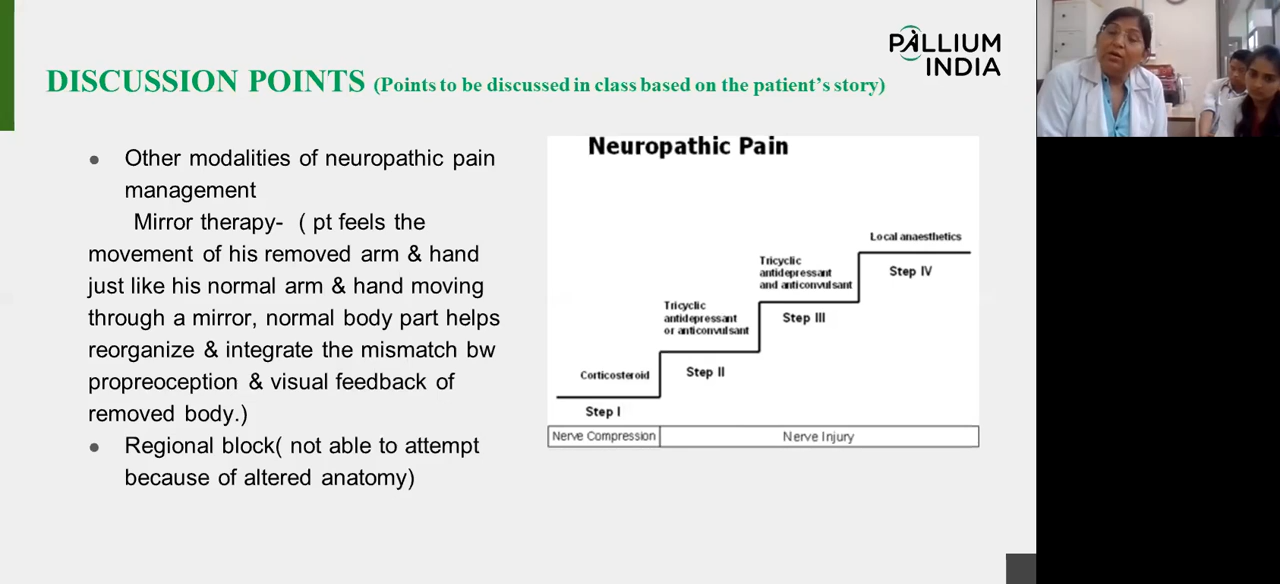 PALLIUM
INDIA
DISCUSSION POINTS (Points to be discussed in class based on the patient's story)
● Other modalities of neuropathic pain
management
Mirror therapy- ( pt feels the
movement of his removed arm & hand
just like his normal arm & hand moving
through a mirror, normal body part helps
reorganize & integrate the mismatch bw
propreoception & visual feedback of
removed body.)
● Regional block( not able to attempt
because of altered anatomy)
Neuropathic Pain
Local anaesthetics
Step IV
Tricyclic
antidepressant
and anticonvulsant
Step III
Tricyclic
antidepressant
or anticonvulsant
Step II
Corticosteroid
Step I
Nerve Compression
Nerve Injury